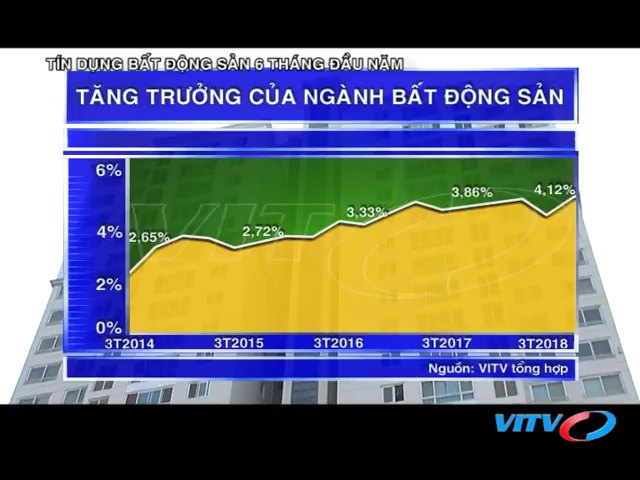 TÍN DỤNG BẤT ĐỘNG SẢN 6 THÁNG ĐẦU NĂM
TĂNG TRƯỞNG CỦA NGÀNH BẤT ĐỘNG SẢN
6%
4%
2%
0%
2,65%
2,72%
3,33%
3,86%
4,12%
3T2014
3T2015
3T2016
3T2017
3T2018
Nguồn: VITV tổng hợp
VITV